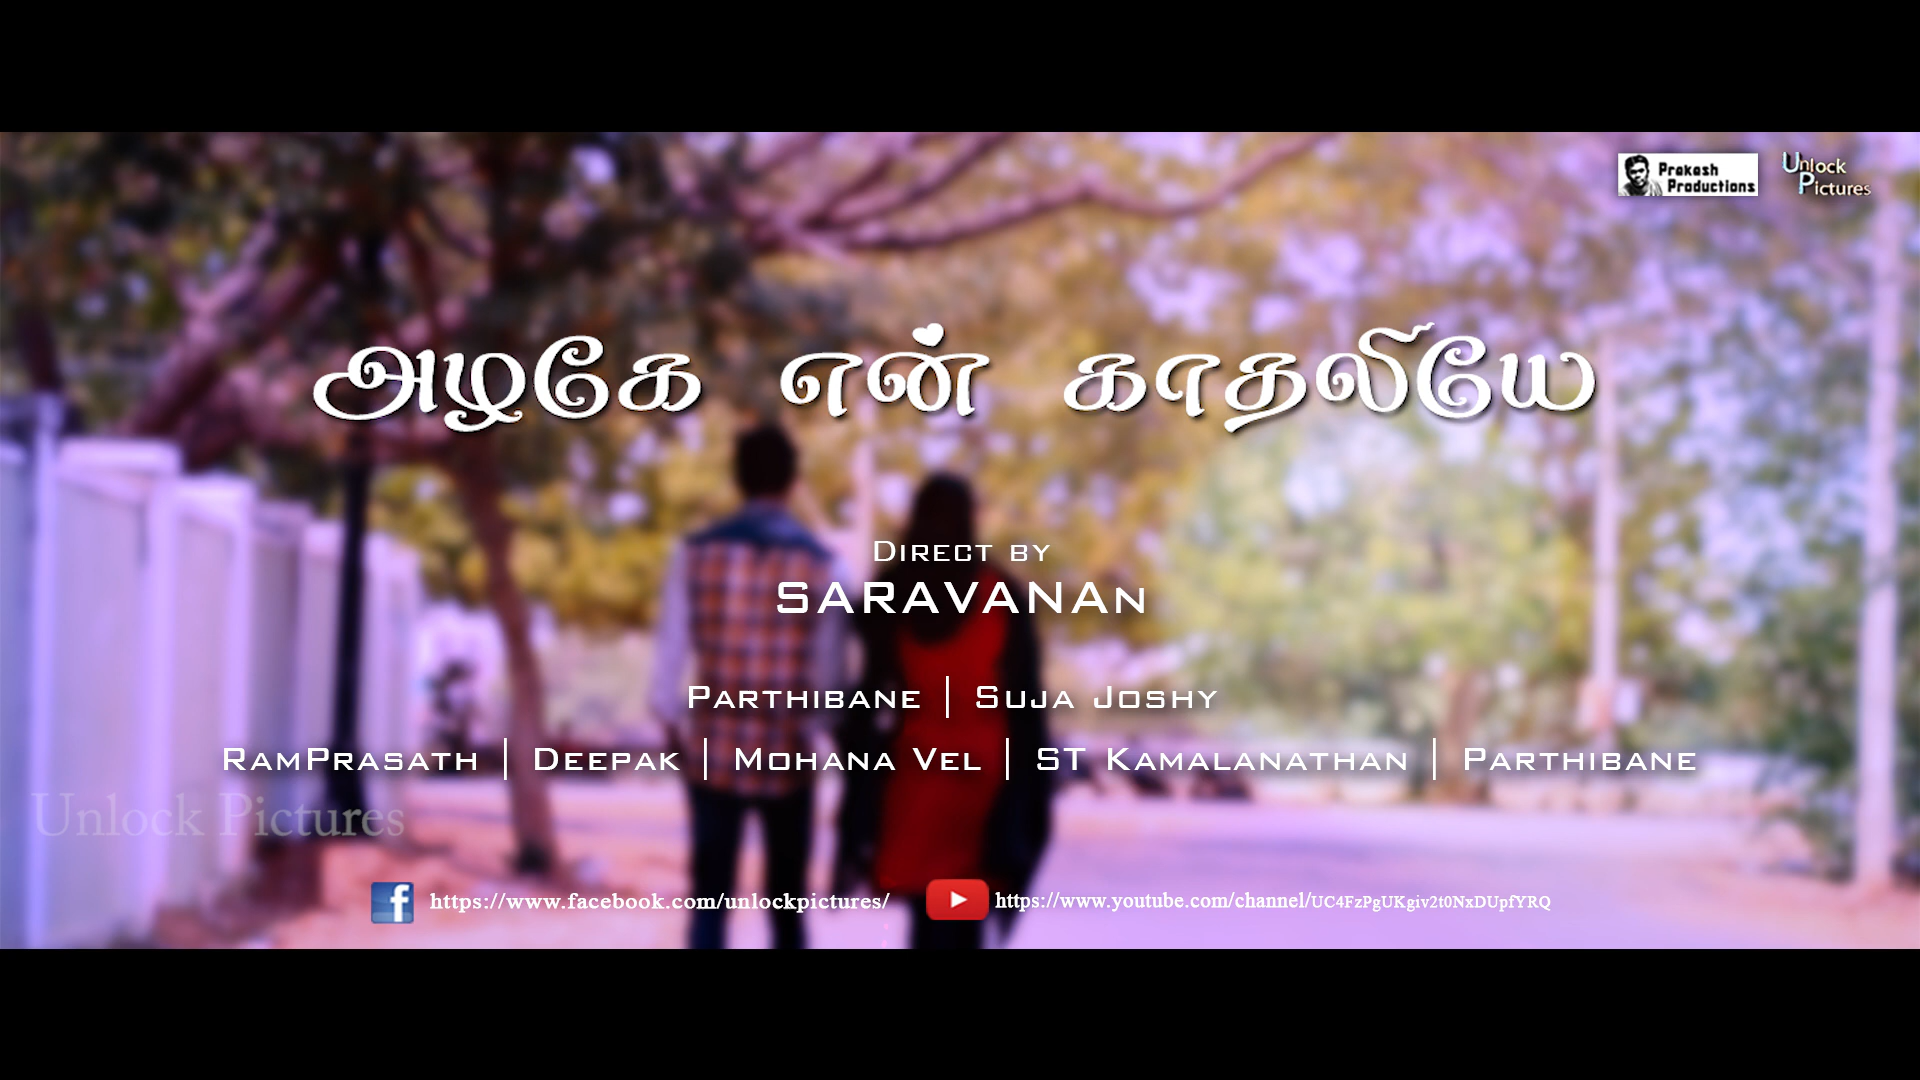 Prakash
Productions
Unlock
Pictures
அழகே என் காதலியே
Direct by
SARAVANAN
Parthibane | Suja Joshy
RamPrasath | Deepak | Mohana Vel | ST Kamalanathan | Parthibane
Unlock Pictures
https://www.facebook.com/unlockpictures/
https://www.youtube.com/channel/UC4FzPgUKgiv2t0NxDUpfYRQ